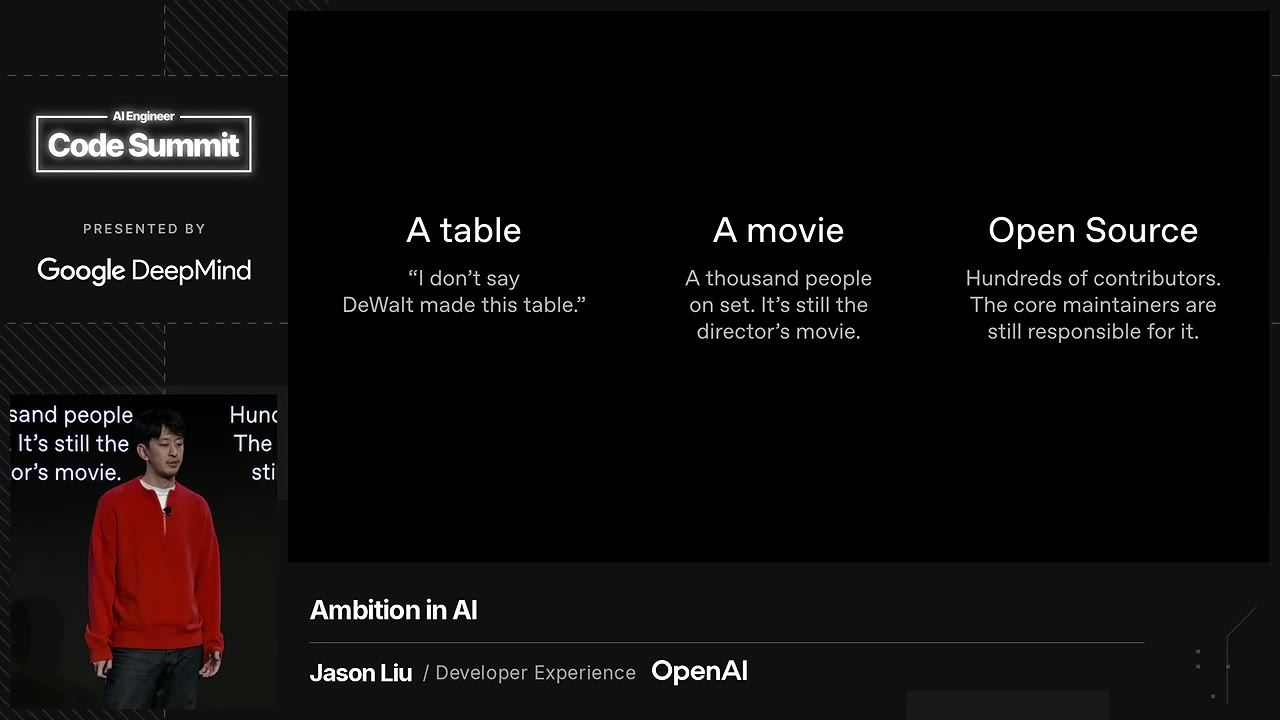 AI Engineer
Code Summit
PRESENTED BY
Google DeepMind
A table
“I don’t say
DeWalt made this table.”
A movie
A thousand people
on set. It’s still the
director’s movie.
Open Source
Hundreds of contributors.
The core maintainers are
still responsible for it.
sand people
It’s still the
or’s movie.
Hund
The
sti
Ambition in AI
Jason Liu / Developer Experience OpenAI